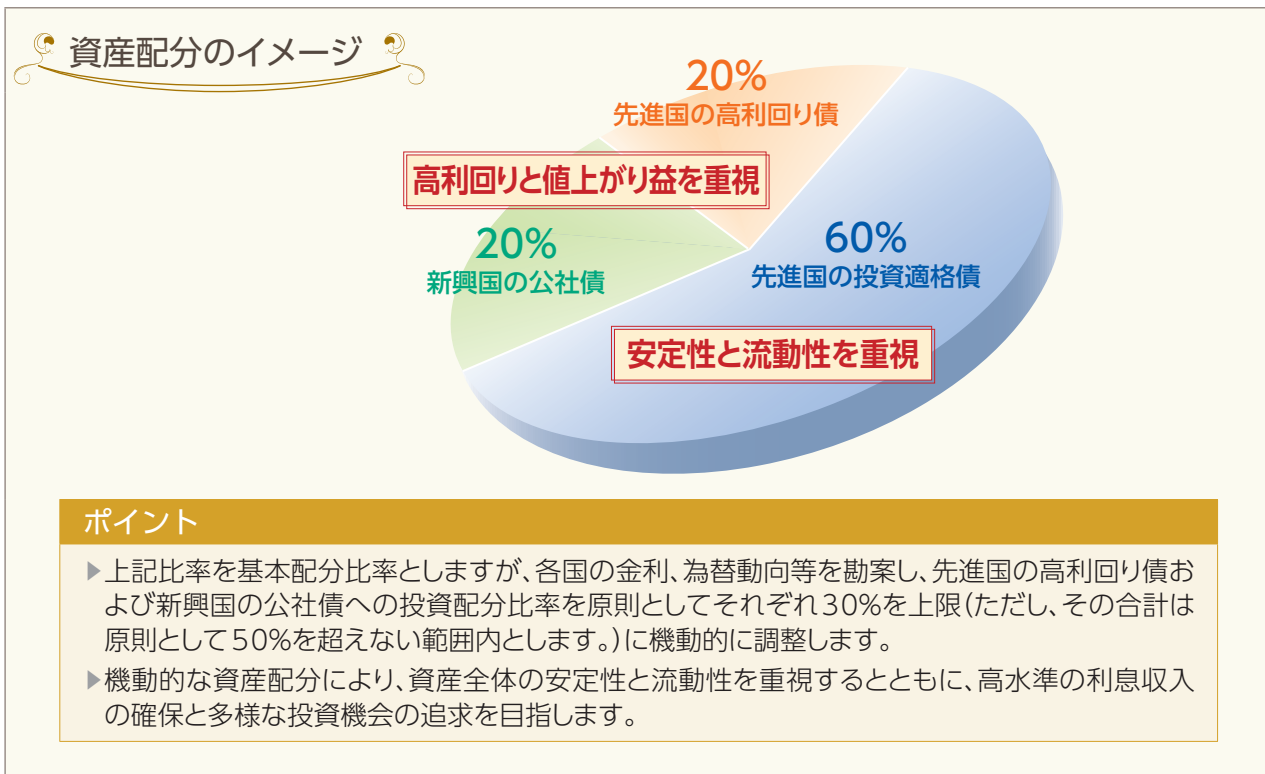 資産配分のイメージ
20%
先進国の高利回り債
高利回りと値上がり益を重視
20%
新興国の公社債
60%
先進国の投資適格債
安定性と流動性を重視
ポイント
▶上記比率を基本配分比率としますが、各国の金利、為替動向等を勘案し、先進国の高利回り債お
よび新興国の公社債への投資配分比率を原則としてそれぞれ30%を上限(ただし、その合計は
原則として50%を超えない範囲内とします。)に機動的に調整します。
▶機動的な資産配分により、資産全体の安定性と流動性を重視するとともに、高水準の利息収入
の確保と多様な投資機会の追求を目指します。